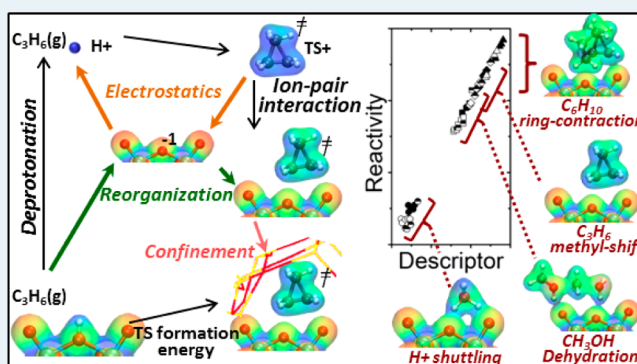 C₃H₆(g)
H+
TS+
‡
Ion-pair
interaction
Electrostatics
-1
Deprotonation
‡
Reorganization
Confinement
‡
C₃H₆(g)
TS formation
energy
Reactivity
Descriptor
‡
C₆H₁₀
ring-contraction
‡
C₃H₆
methyl-shift
‡
H+ shuttling
CH₃OH
Dehydration